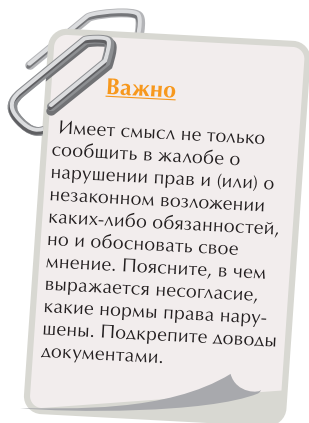 Важно
Имеет смысл не только
сообщить в жалобе о
нарушении прав и (или) о
незаконном возложении
каких-либо обязанностей,
но и обосновать свое
мнение. Поясните, в чем
выражается несогласие,
какие нормы права нару-
шены. Подкрепите доводы
документами.